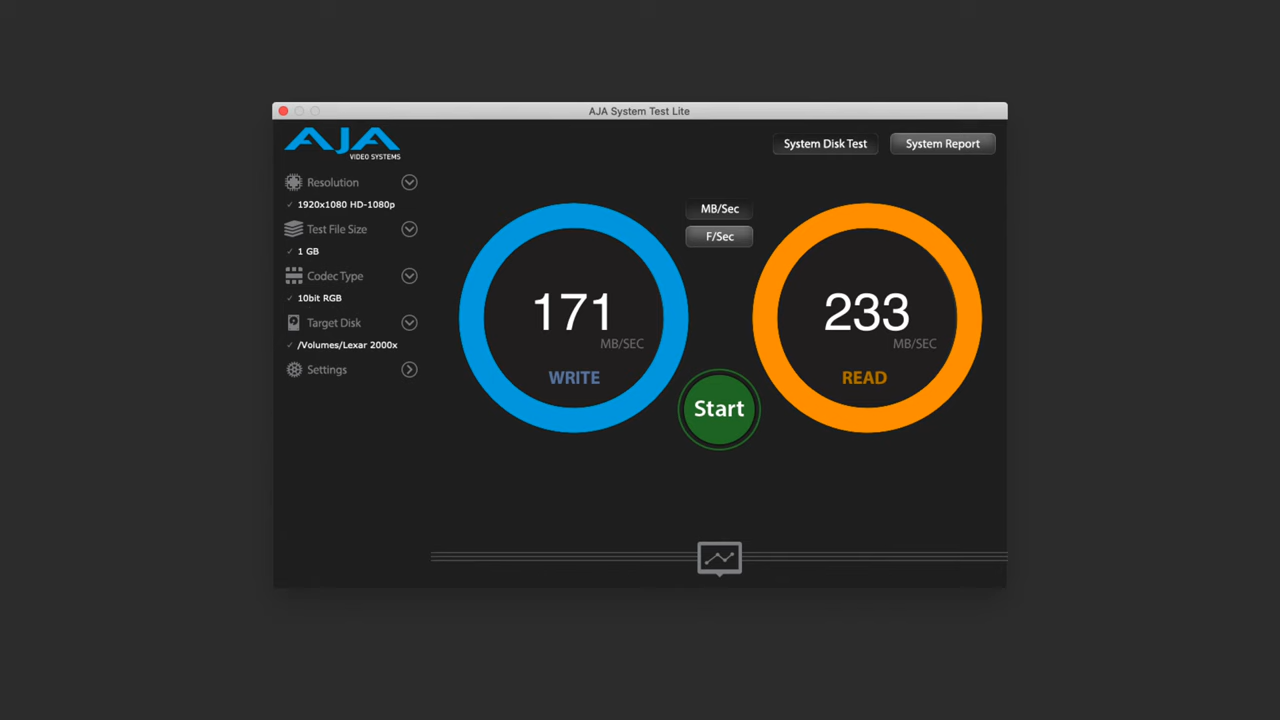 AJA System Test Lite
AJA
VIDEO SYSTEMS
System Disk Test
System Report
Resolution
1920x1080 HD-1080p
Test File Size
1 GB
Codec Type
10bit RGB
Target Disk
/Volumes/Lexar 2000x
Settings
MB/Sec
F/Sec
171
MB/SEC
WRITE
233
MB/SEC
READ
Start